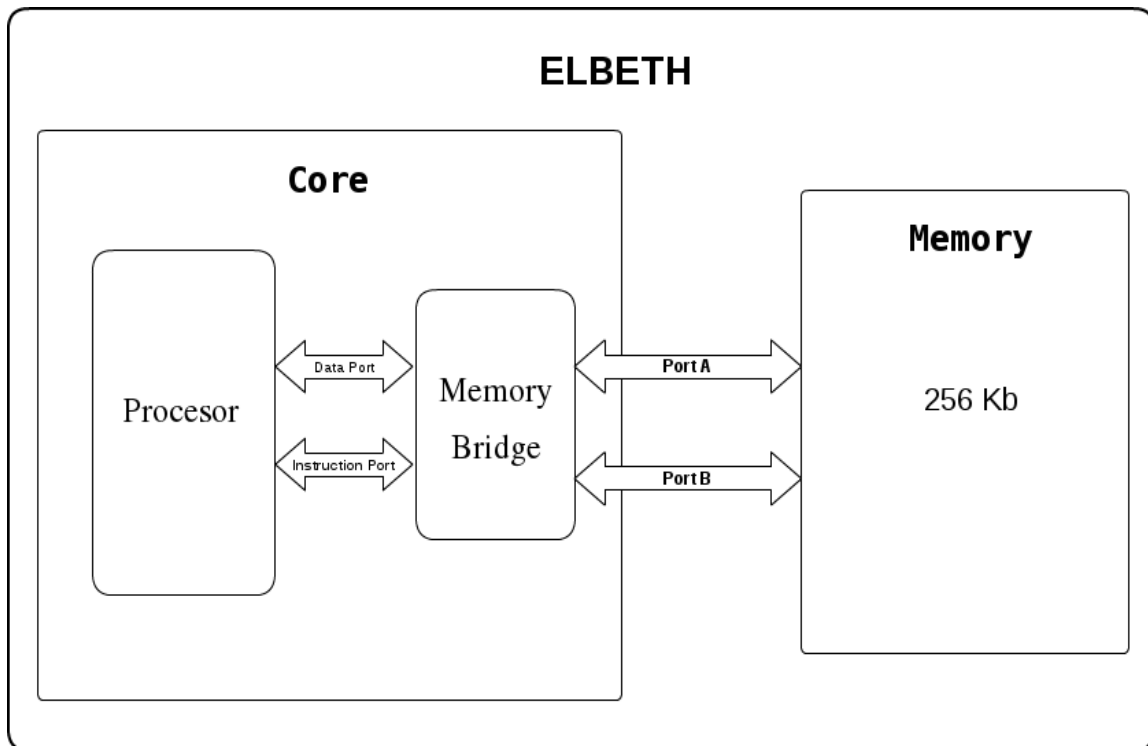 ELBETH
Core
Memory
Procesor
Data Port
Instruction Port
Memory
Bridge
Port A
Port B
256 Kb